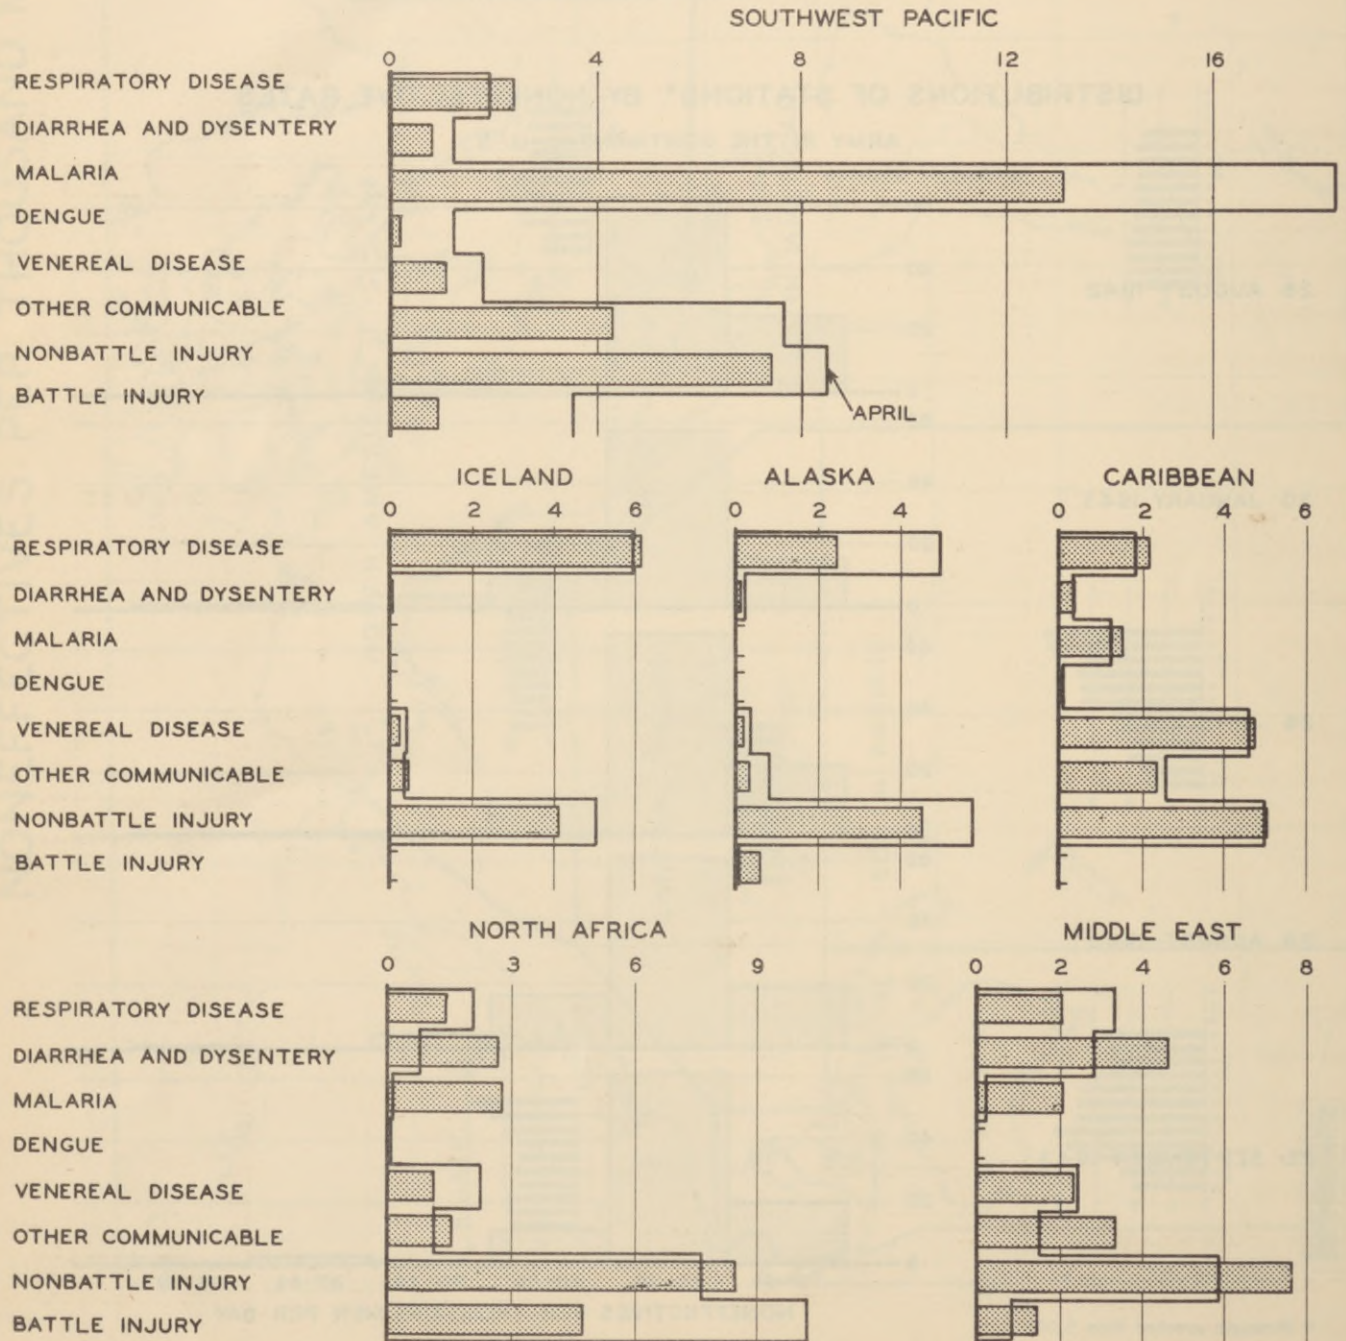 SOUTHWEST PACIFIC
0 4 8 12 16
RESPIRATORY DISEASE
DIARRHEA AND DYSENTERY
MALARIA
DENGUE
VENEREAL DISEASE
OTHER COMMUNICABLE
NONBATTLE INJURY
BATTLE INJURY
APRIL
ICELAND ALASKA CARIBBEAN
0 2 4 6 0 2 4 0 2 4 6
RESPIRATORY DISEASE
DIARRHEA AND DYSENTERY
MALARIA
DENGUE
VENEREAL DISEASE
OTHER COMMUNICABLE
NONBATTLE INJURY
BATTLE INJURY
NORTH AFRICA MIDDLE EAST
0 3 6 9 0 2 4 6 8
RESPIRATORY DISEASE
DIARRHEA AND DYSENTERY
MALARIA
DENGUE
VENEREAL DISEASE
OTHER COMMUNICABLE
NONBATTLE INJURY
BATTLE INJURY